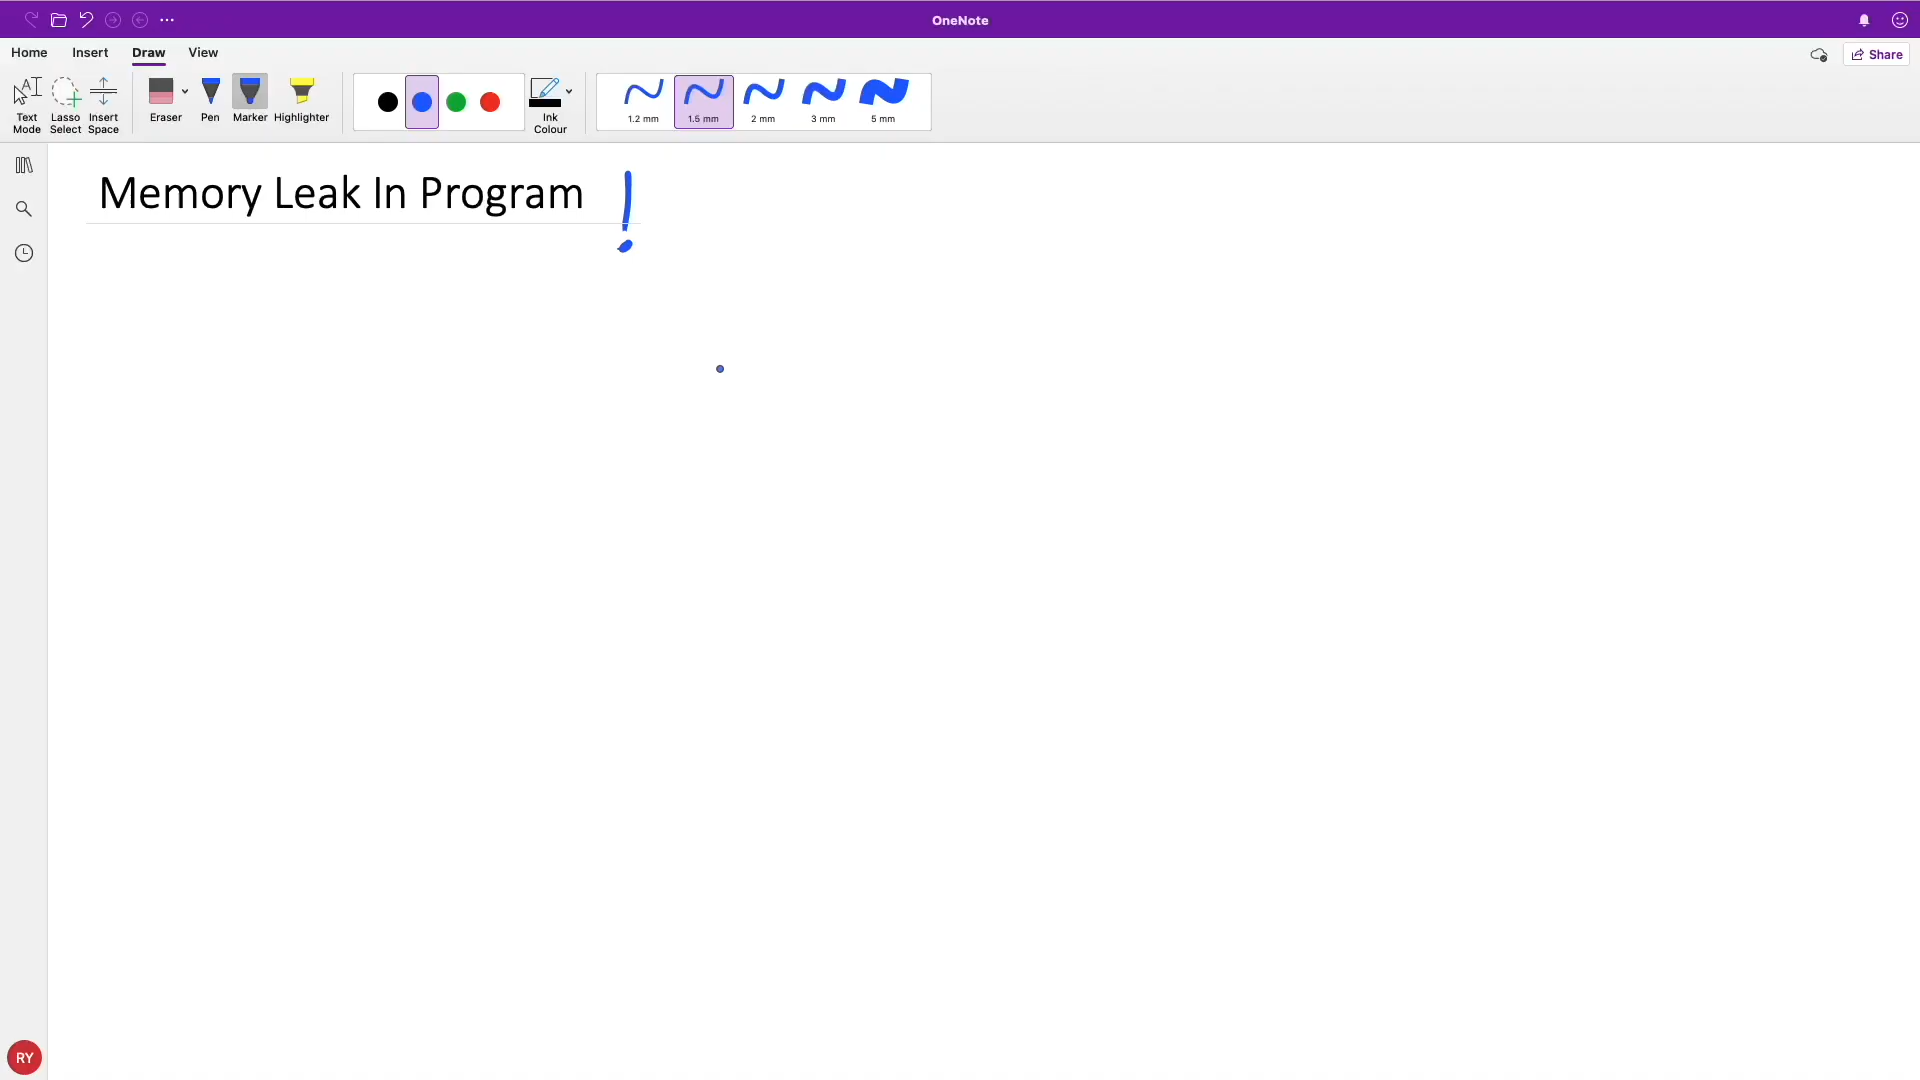 OneNote
Home Insert Draw View
Share
Text Mode
Lasso Select
Insert Space
Eraser
Pen
Marker
Highlighter
Ink Colour
1.2 mm
1.5 mm
2 mm
3 mm
5 mm
Memory Leak In Program !
RY